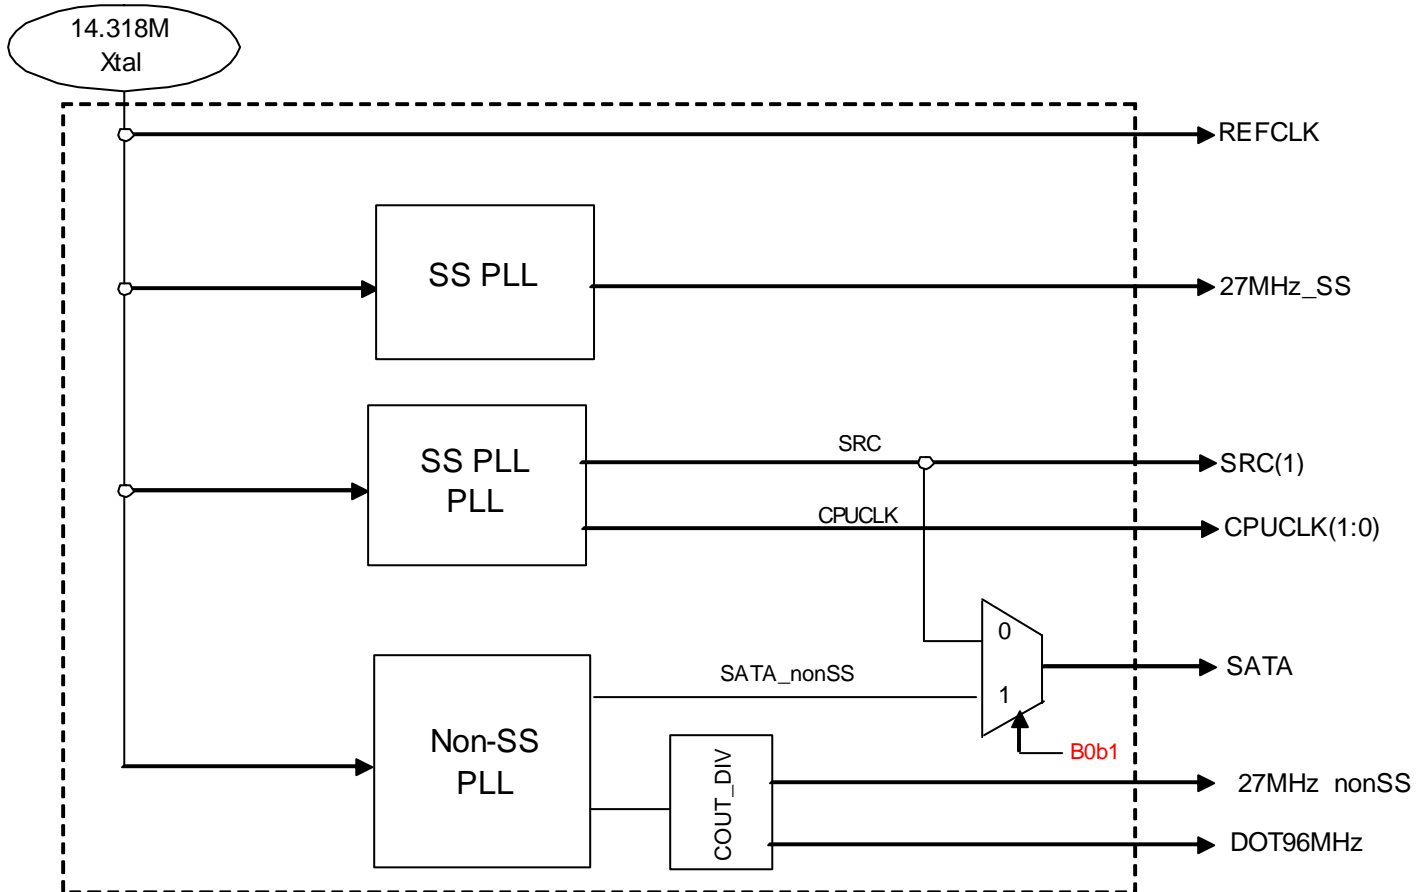 14.318M
Xtal
REFCLK
SS PLL
27MHz_SS
SS PLL
PLL
SRC
SRC(1)
CPUCLK
CPUCLK(1:0)
0
SATA_nonSS
1
SATA
B0b1
Non-SS
PLL
COUT_DIV
27MHz nonSS
DOT96MHz